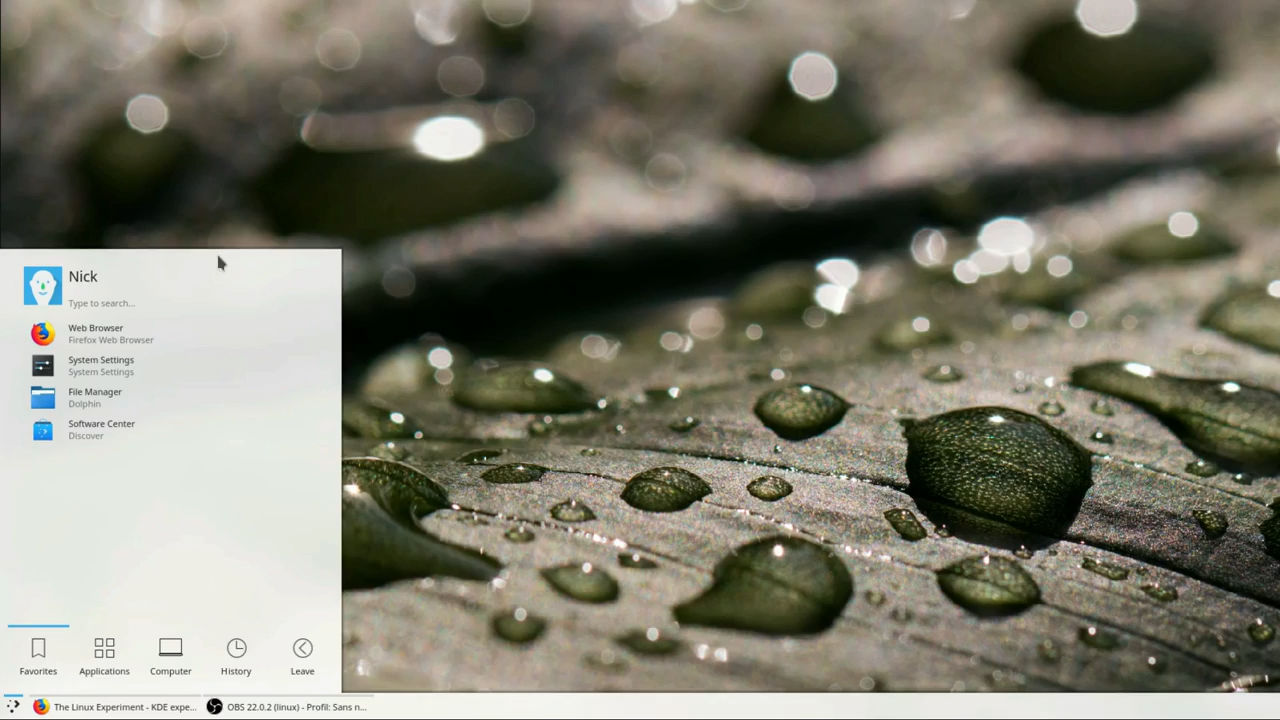 Nick
Type to search...
Web Browser
Firefox Web Browser
System Settings
System Settings
File Manager
Dolphin
Software Center
Discover
Favorites
Applications
Computer
History
Leave
The Linux Experiment - KDE expe...
OBS 22.0.2 (linux) - Profil: Sans n...